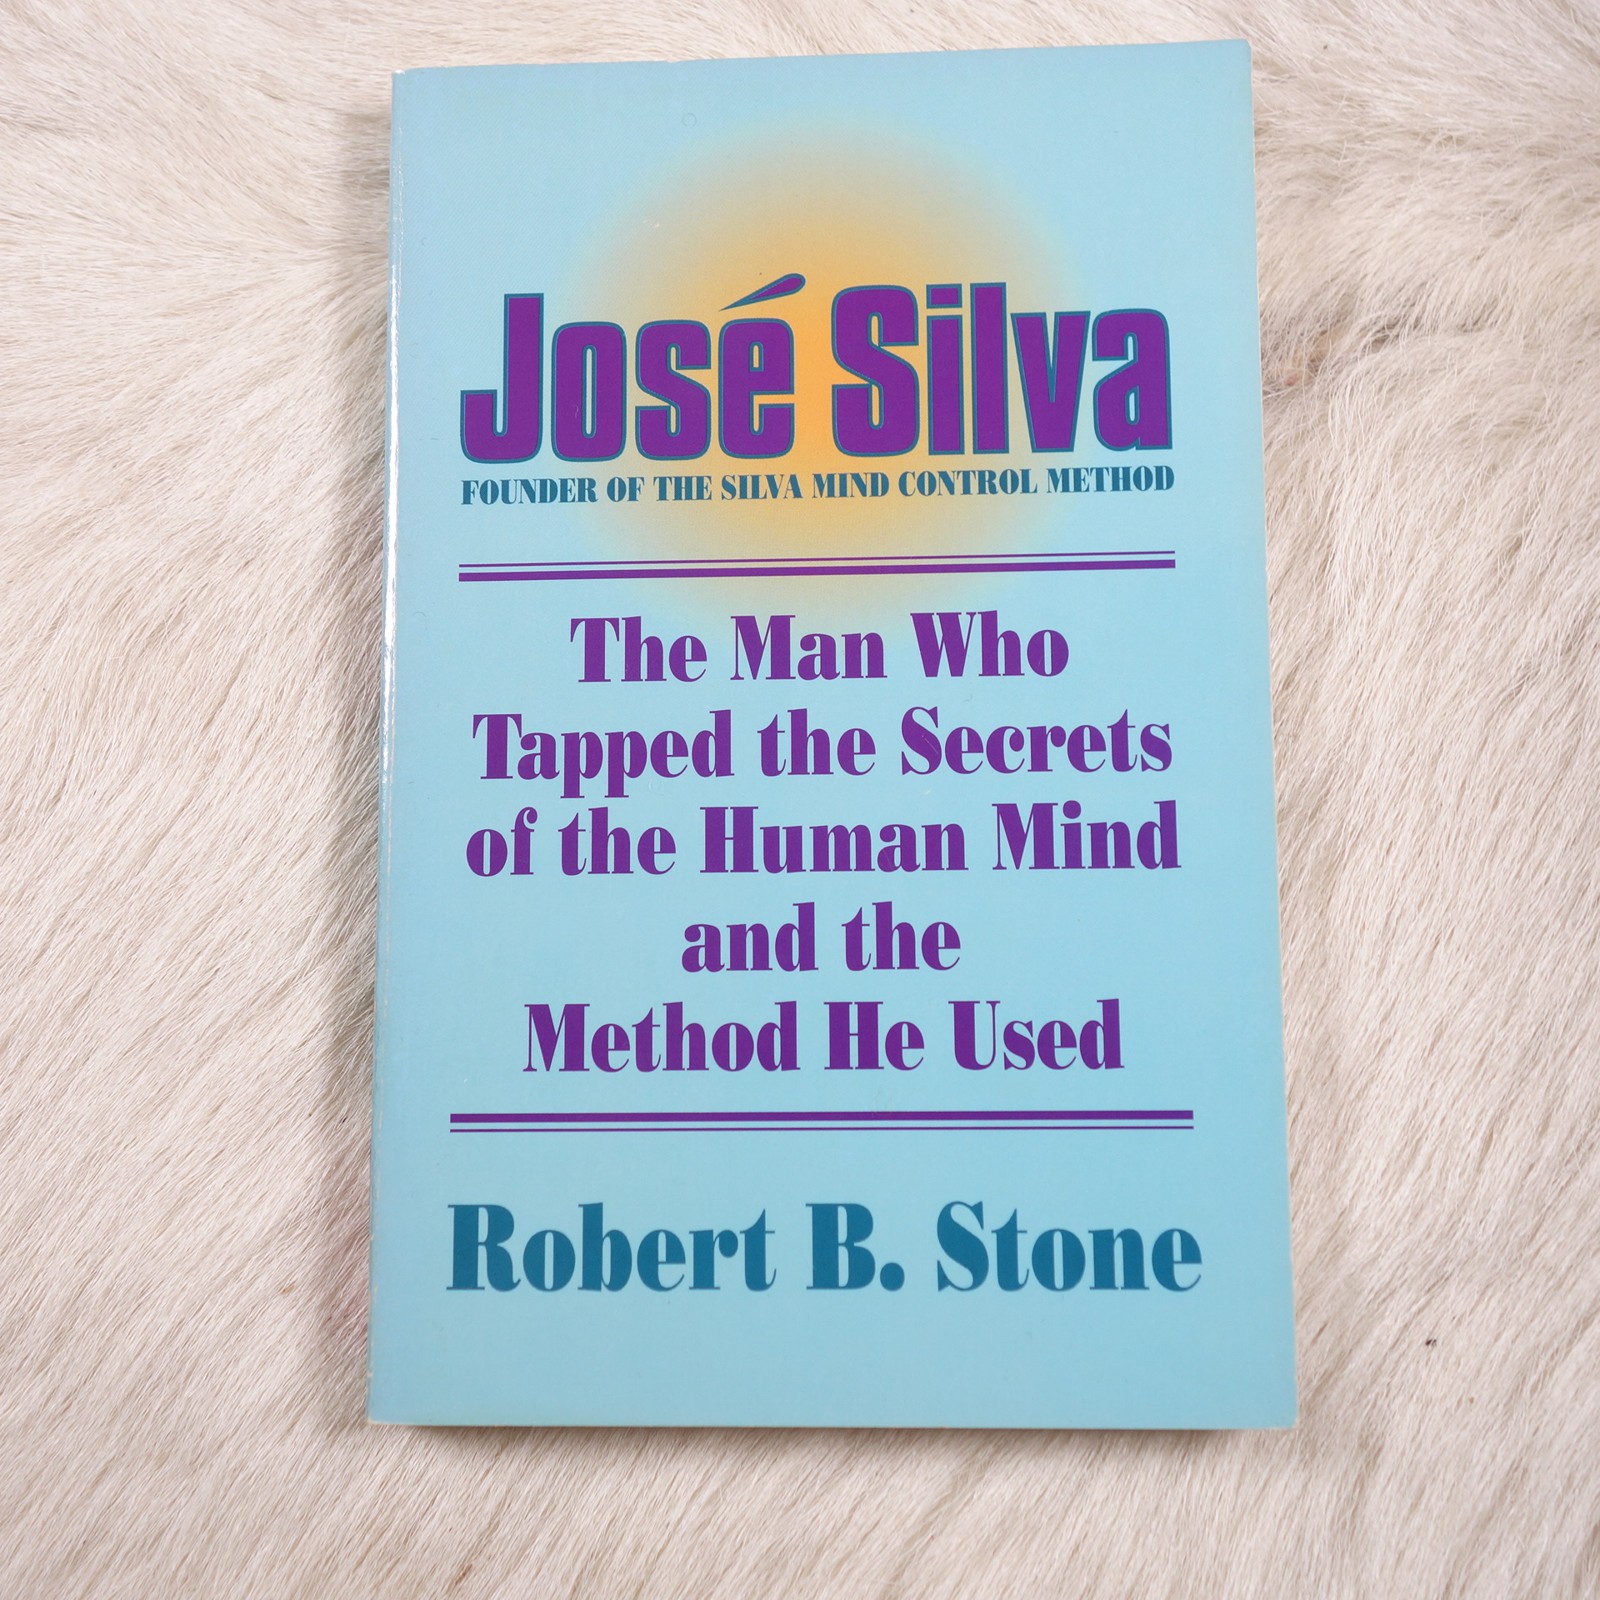 José Silva
FOUNDER OF THE SILVA MIND CONTROL METHOD
The Man Who
Tapped the Secrets
of the Human Mind
and the
Method He Used
Robert B. Stone